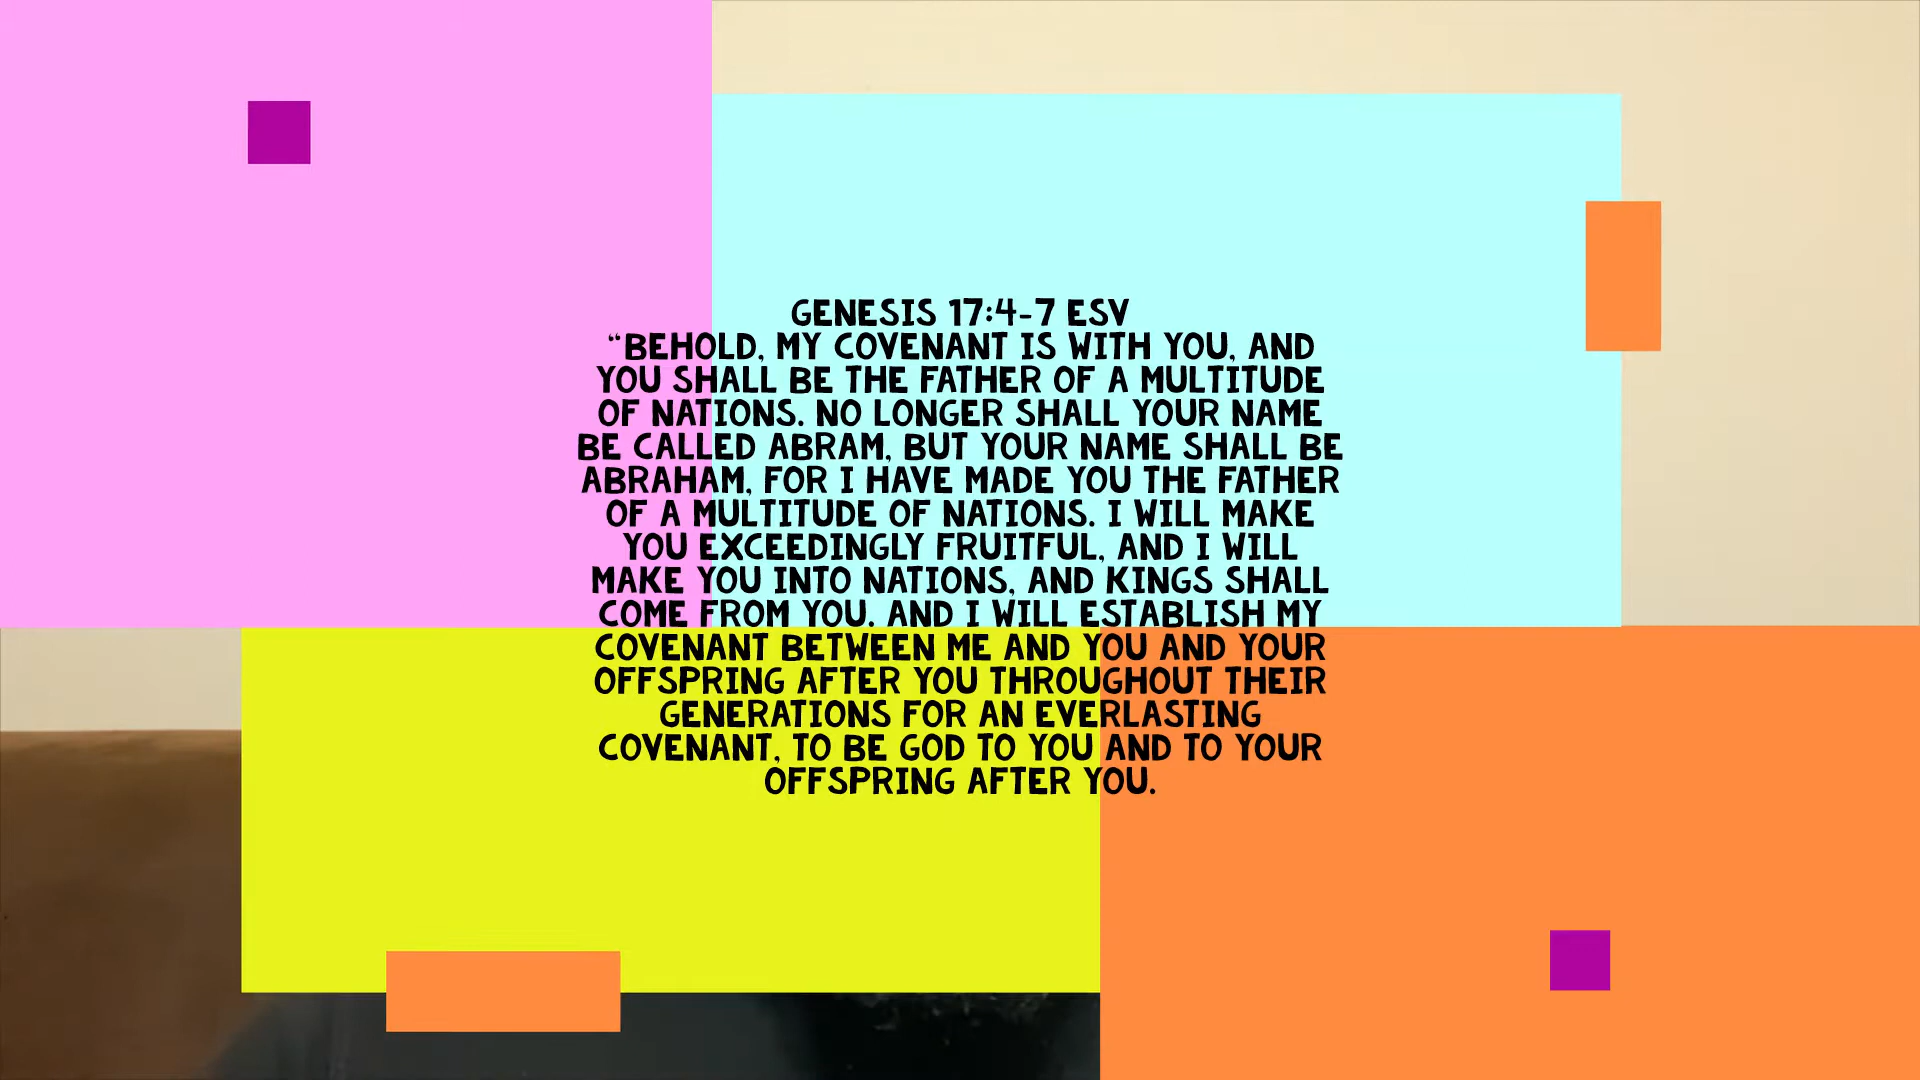 GENESIS 17:4-7 ESV
“BEHOLD, MY COVENANT IS WITH YOU, AND
YOU SHALL BE THE FATHER OF A MULTITUDE
OF NATIONS. NO LONGER SHALL YOUR NAME
BE CALLED ABRAM, BUT YOUR NAME SHALL BE
ABRAHAM, FOR I HAVE MADE YOU THE FATHER
OF A MULTITUDE OF NATIONS. I WILL MAKE
YOU EXCEEDINGLY FRUITFUL, AND I WILL
MAKE YOU INTO NATIONS, AND KINGS SHALL
COME FROM YOU. AND I WILL ESTABLISH MY
COVENANT BETWEEN ME AND YOU AND YOUR
OFFSPRING AFTER YOU THROUGHOUT THEIR
GENERATIONS FOR AN EVERLASTING
COVENANT, TO BE GOD TO YOU AND TO YOUR
OFFSPRING AFTER YOU.